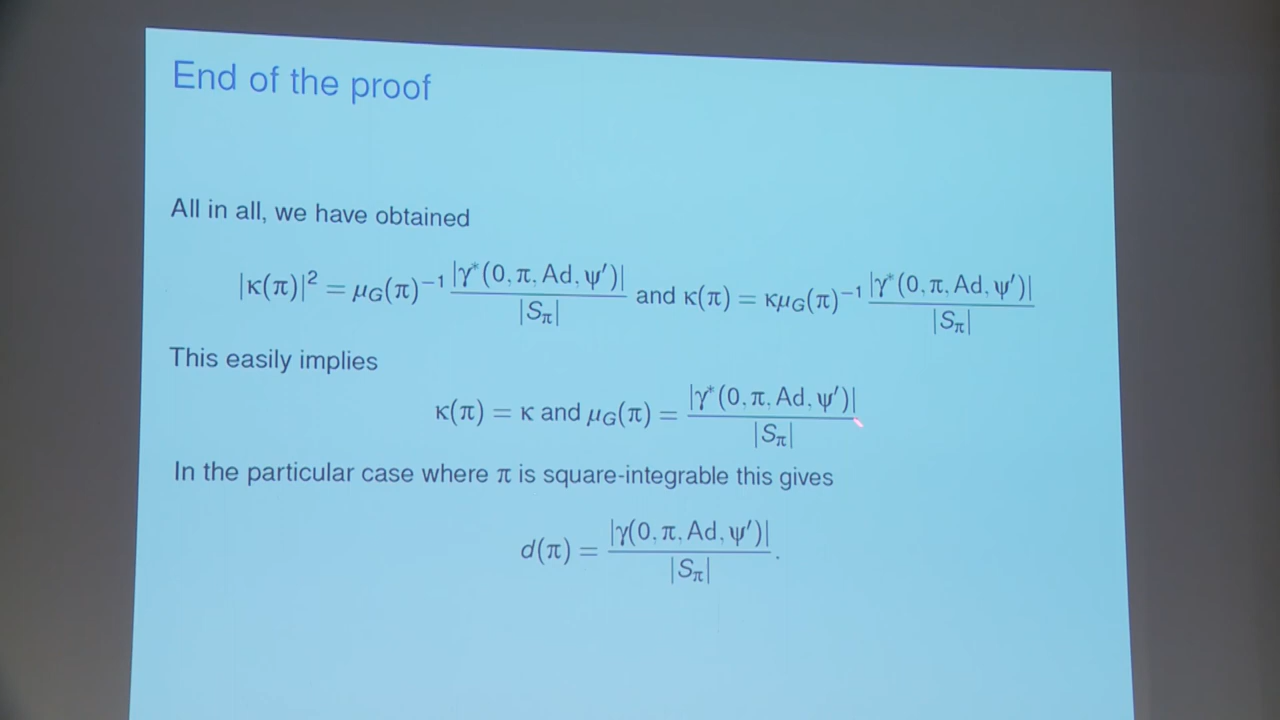 End of the proof
All in all, we have obtained
|κ(π)|² = μ_G(π)⁻¹ |γ*(0, π, Ad, ψ′)| / |S_π| and κ(π) = κμ_G(π)⁻¹ |γ*(0, π, Ad, ψ′)| / |S_π|
This easily implies
κ(π) = κ and μ_G(π) = |γ*(0, π, Ad, ψ′)| / |S_π|
In the particular case where π is square-integrable this gives
d(π) = |γ(0, π, Ad, ψ′)| / |S_π| .